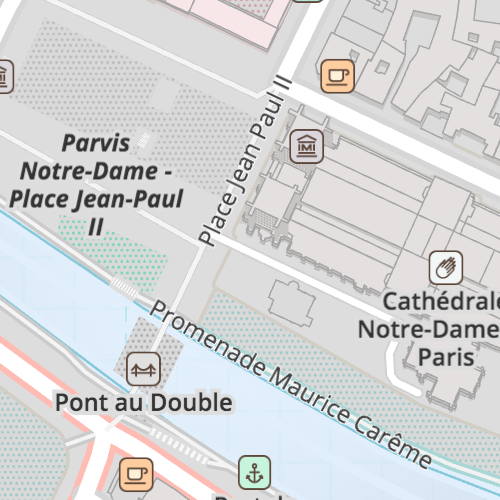 Place Jean Paul II
Parvis
Notre-Dame -
Place Jean-Paul
II
Cathédrale
Notre-Dame
Paris
Promenade Maurice Carême
Pont au Double